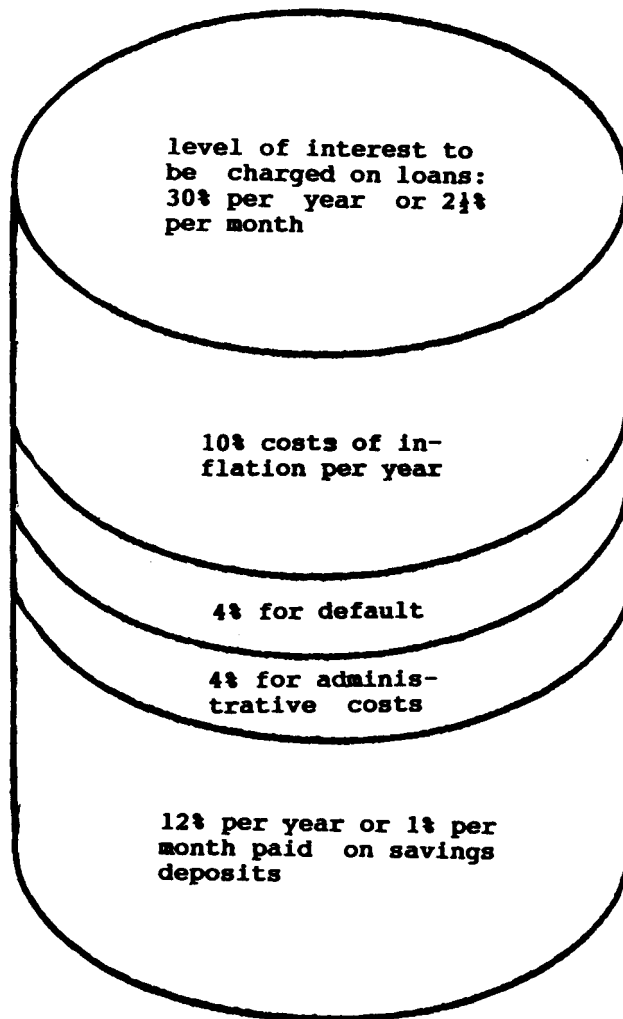 level of interest to
be charged on loans:
30% per year or 2½%
per month
10% costs of in-
flation per year
4% for default
4% for adminis-
trative costs
12% per year or 1% per
month paid on savings
deposits